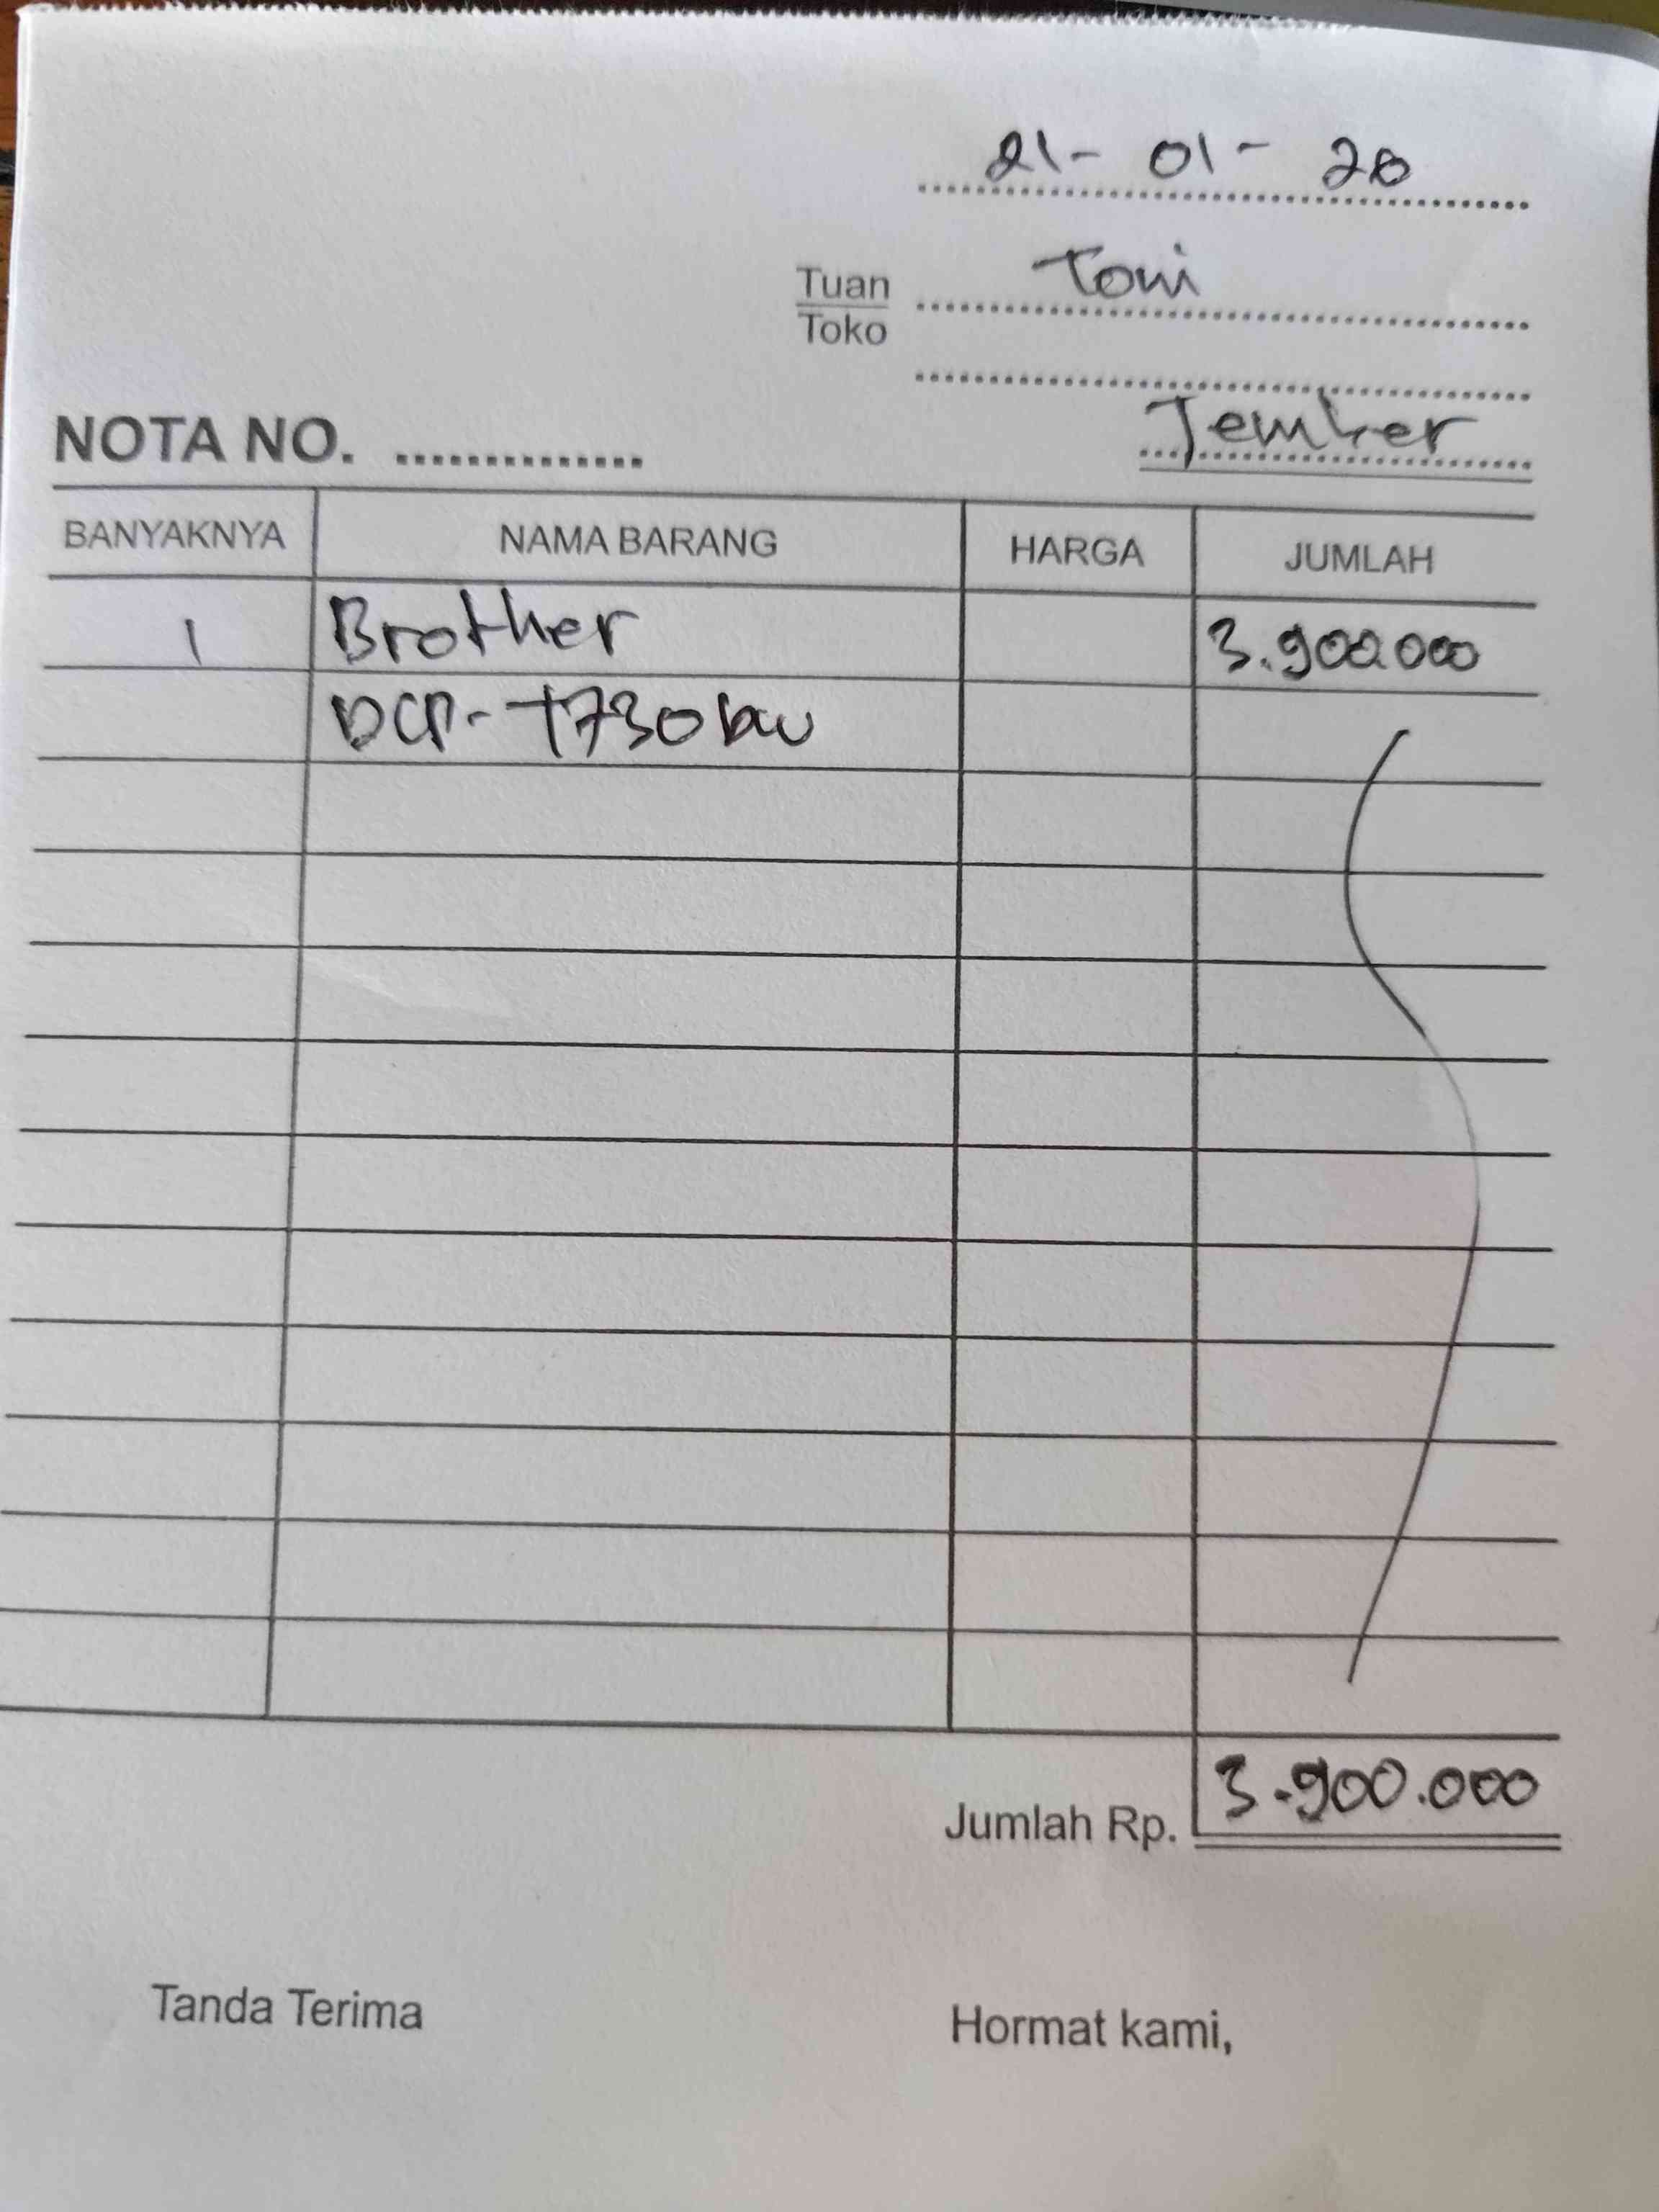 21 - 01 - 20
Tuan Toni
Toko
NOTA NO. .............. Jember
BANYAKNYA NAMA BARANG HARGA JUMLAH
1 Brother 3.900.000
DCP-T730DW
Jumlah Rp. 3.900.000
Tanda Terima Hormat kami,